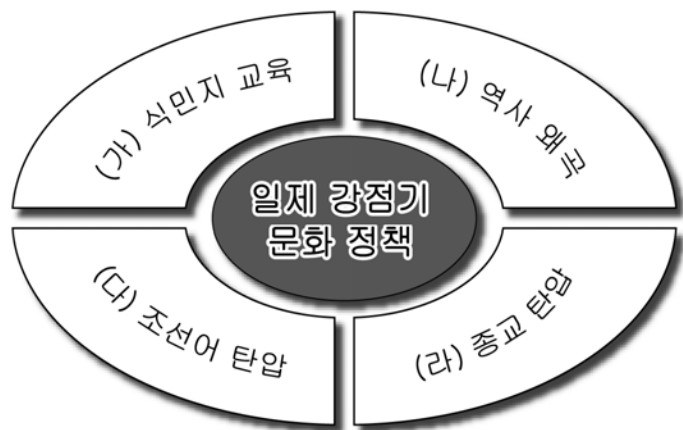 (가) 식민지 교육
(나) 역사 왜곡
일제 강점기
문화 정책
(다) 조선어 탄압
(라) 종교 탄압